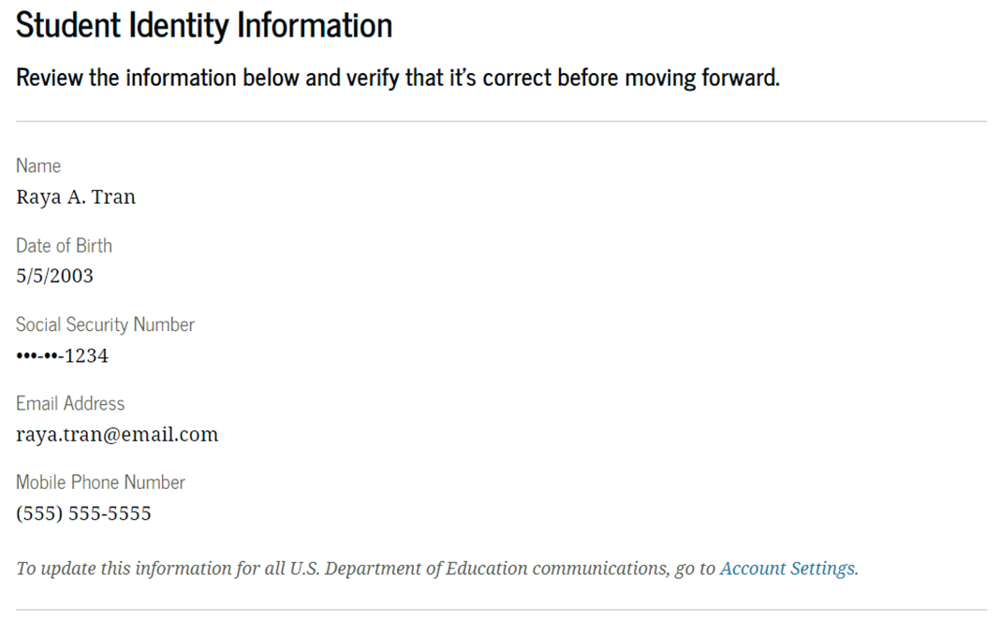 Student Identity Information
Review the information below and verify that it's correct before moving forward.
Name
Raya A. Tran
Date of Birth
5/5/2003
Social Security Number
•••-••-1234
Email Address
raya.tran@email.com
Mobile Phone Number
(555) 555-5555
To update this information for all U.S. Department of Education communications, go to Account Settings.